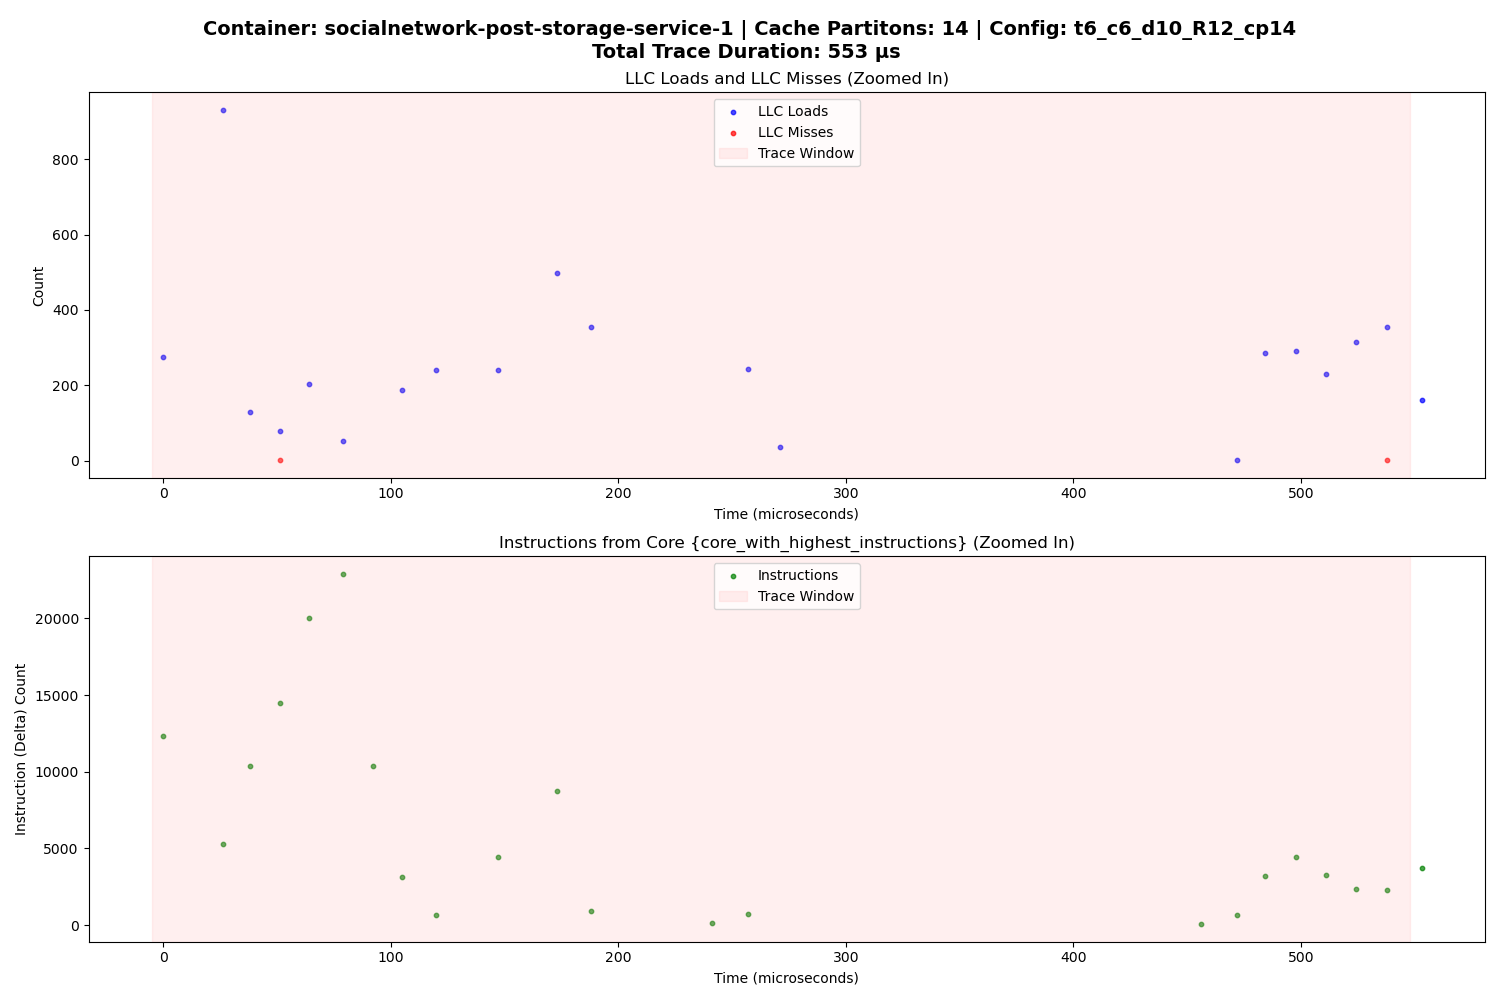 Container: socialnetwork-post-storage-service-1 | Cache Partitons: 14 | Config: t6_c6_d10_R12_cp14
Total Trace Duration: 553 µs
LLC Loads and LLC Misses (Zoomed In)
LLC Loads
LLC Misses
Trace Window
Count
800
600
400
200
0
0 100 200 300 400 500
Time (microseconds)
Instructions from Core {core_with_highest_instructions} (Zoomed In)
Instructions
Trace Window
Instruction (Delta) Count
20000
15000
10000
5000
0
0 100 200 300 400 500
Time (microseconds)